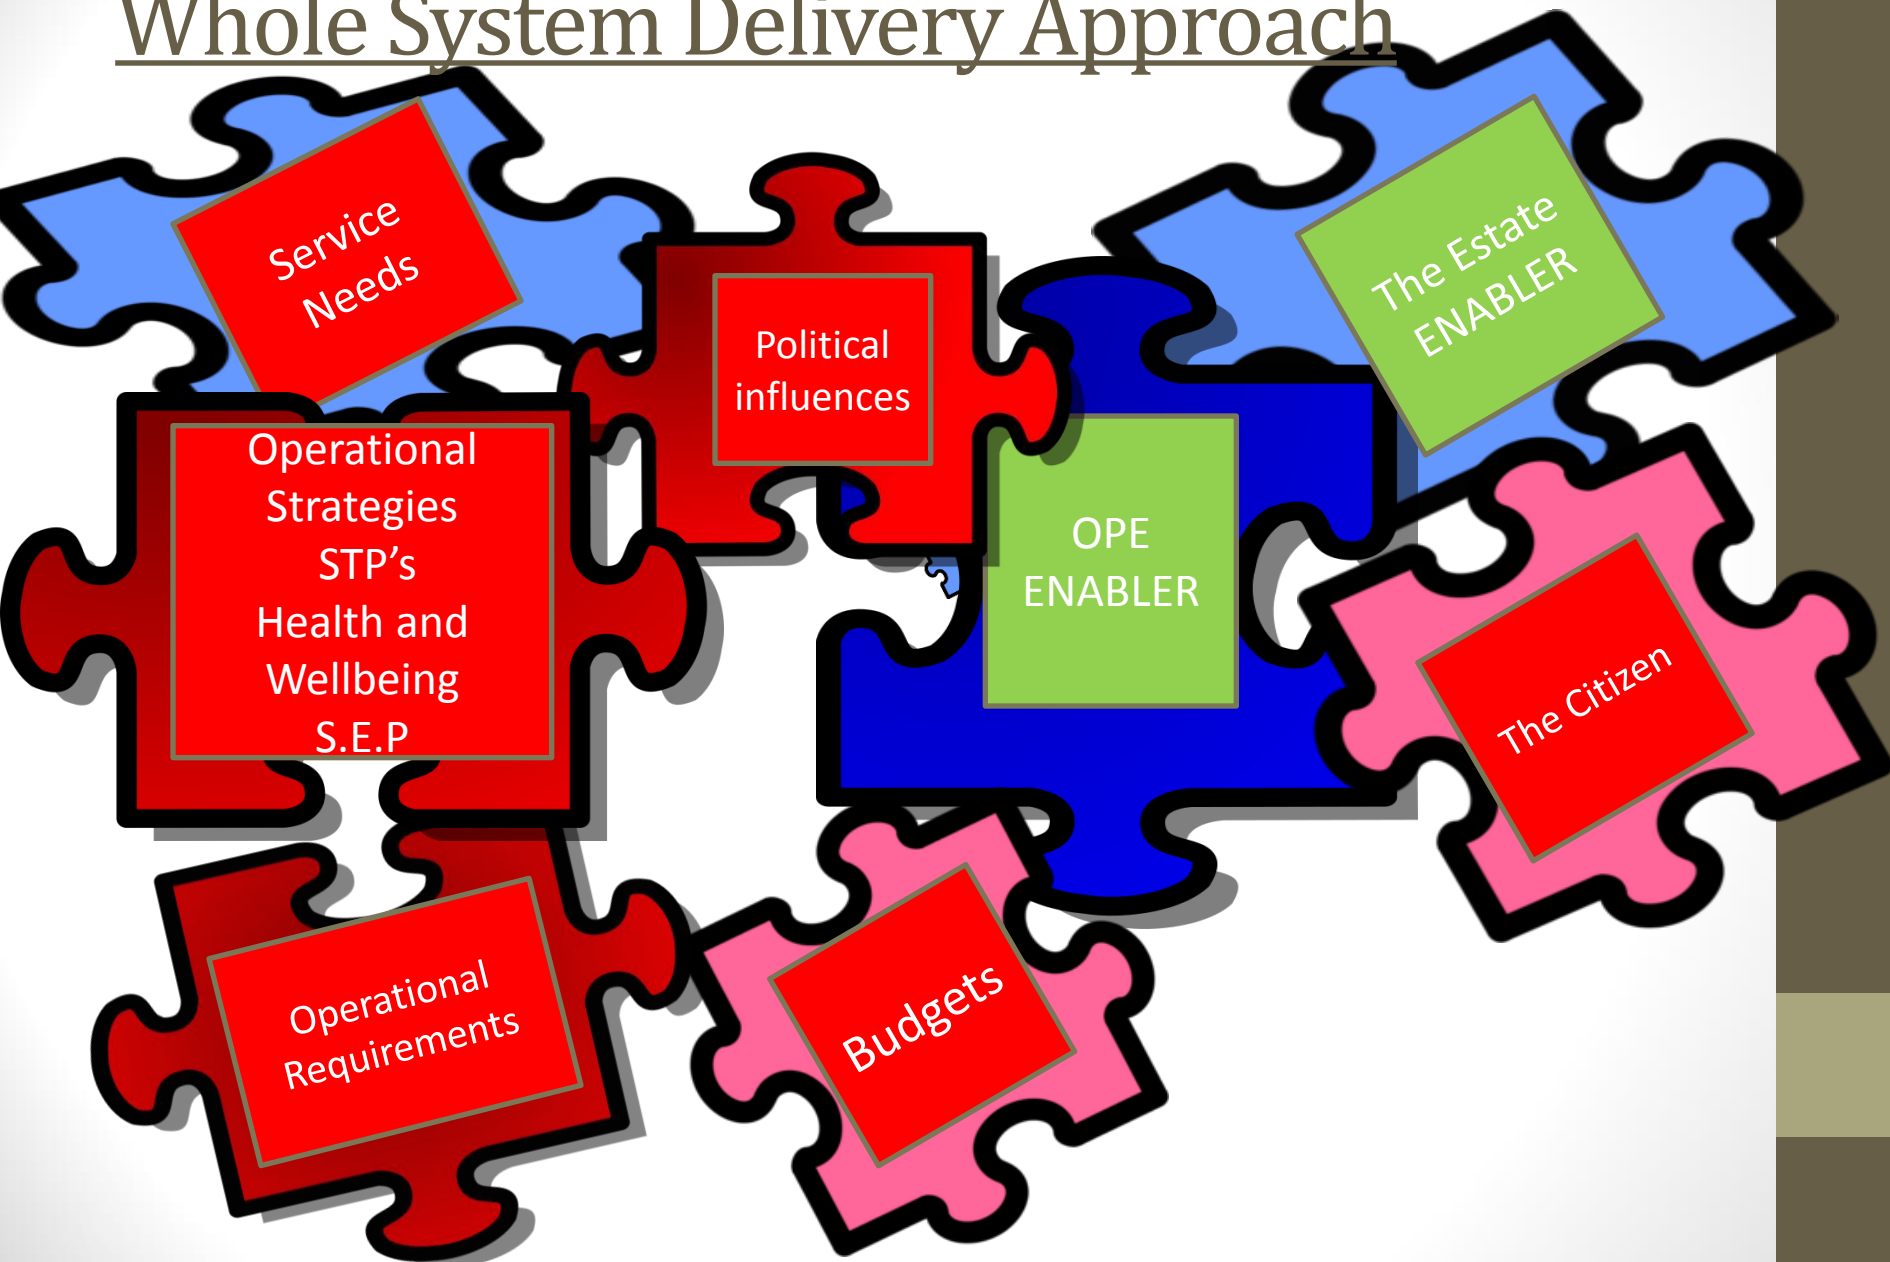 Whole System Delivery Approach
Service
Needs
Political
influences
The Estate
ENABLER
Operational
Strategies
STP’s
Health and
Wellbeing
S.E.P
OPE
ENABLER
The Citizen
Operational
Requirements
Budgets